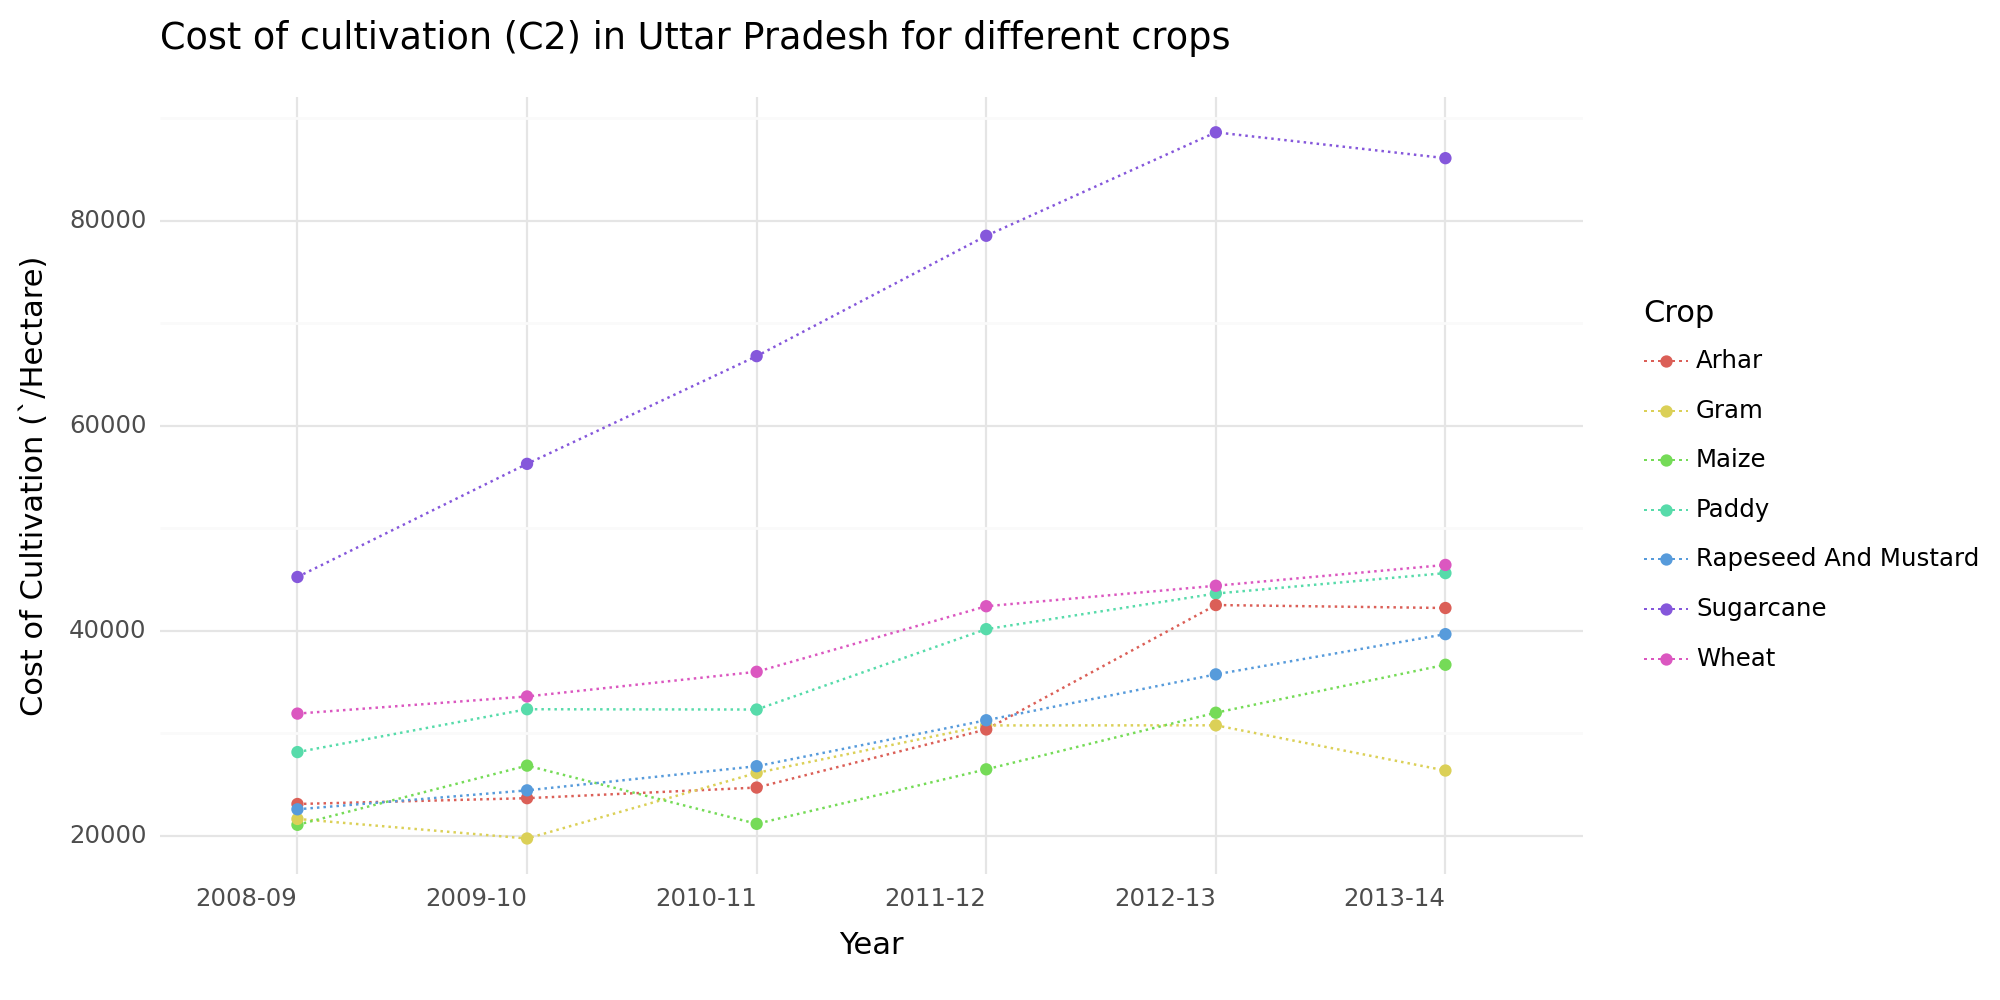 Cost of cultivation (C2) in Uttar Pradesh for different crops
Cost of Cultivation (`/Hectare)
80000
60000
40000
20000
2008-09
2009-10
2010-11
2011-12
2012-13
2013-14
Year
Crop
Arhar
Gram
Maize
Paddy
Rapeseed And Mustard
Sugarcane
Wheat